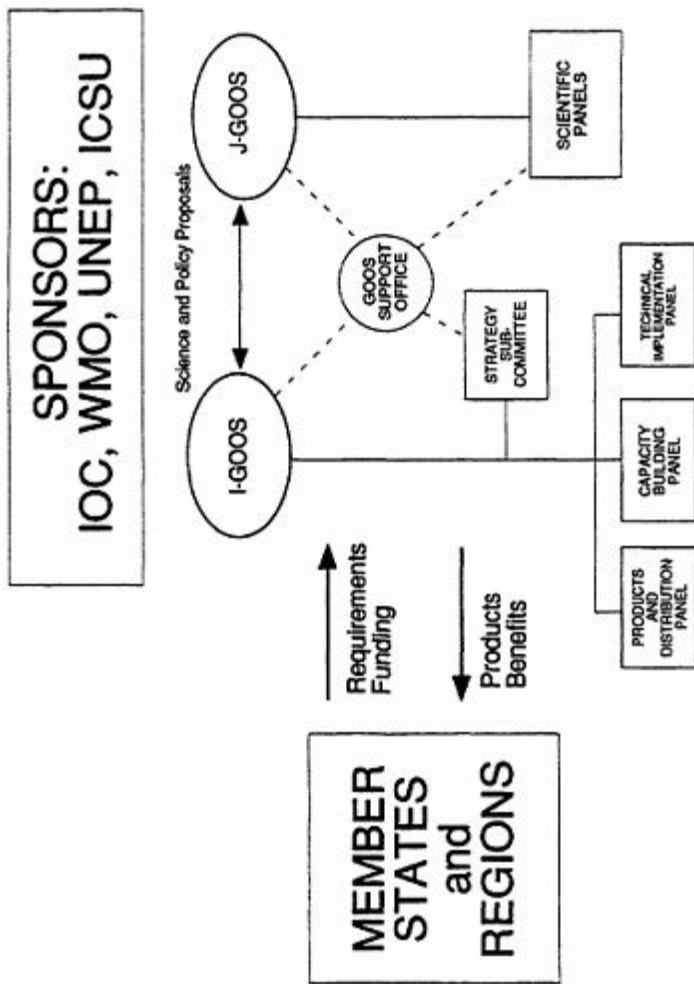 SPONSORS:
IOC, WMO, UNEP, ICSU
Science and Policy Proposals
I-GOOS
J-GOOS
GOOS
SUPPORT
OFFICE
Requirements
Funding
Products
Benefits
MEMBER
STATES
and
REGIONS
STRATEGY
SUB-
COMMITTEE
SCIENTIFIC
PANELS
PRODUCTS
AND
DISTRIBUTION
PANEL
CAPACITY
BUILDING
PANEL
TECHNICAL
IMPLEMENTATION
PANEL